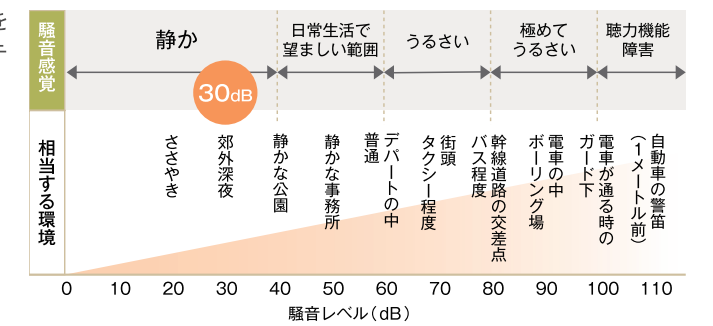 を
テ
騒音感覚
静か
日常生活で
望ましい範囲
うるさい
極めて
うるさい
聴力機能
障害
30dB
相当する環境
ささやき
郊外深夜
静かな公園
静かな事務所
デパートの中
普通
街頭
タクシー程度
幹線道路の交差点
バス程度
電車の中
ボーリング場
電車が通る時の
ガード下
自動車の警笛
(1メートル前)
0 10 20 30 40 50 60 70 80 90 100 110
騒音レベル(dB)